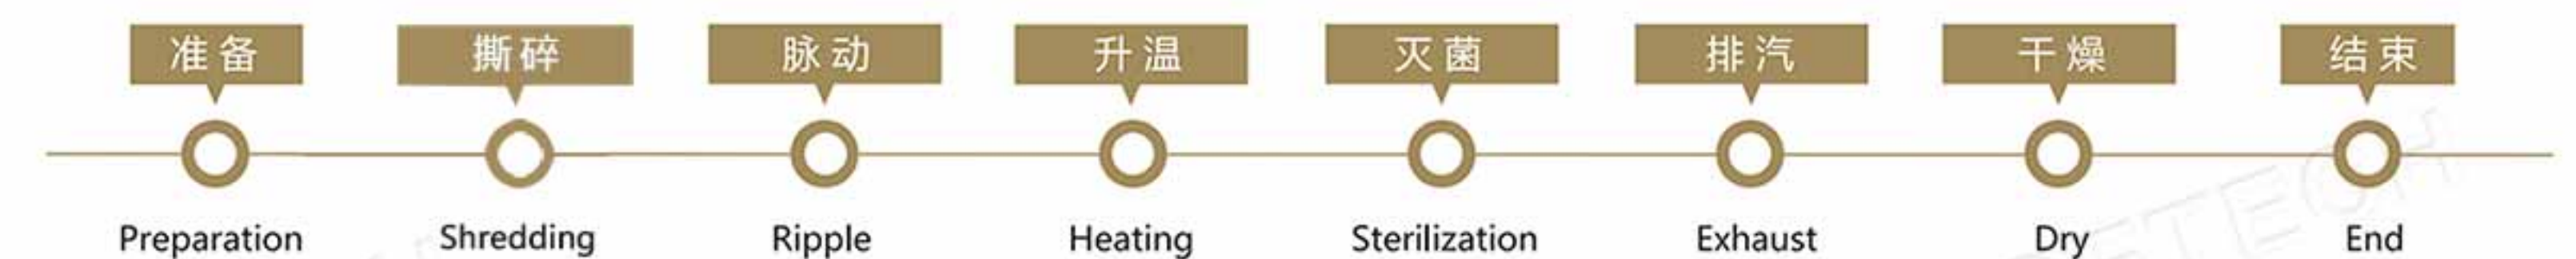 准备 撕碎 脉动 升温 灭菌 排汽 干燥 结束
Preparation Shredding Ripple Heating Sterilization Exhaust Dry End